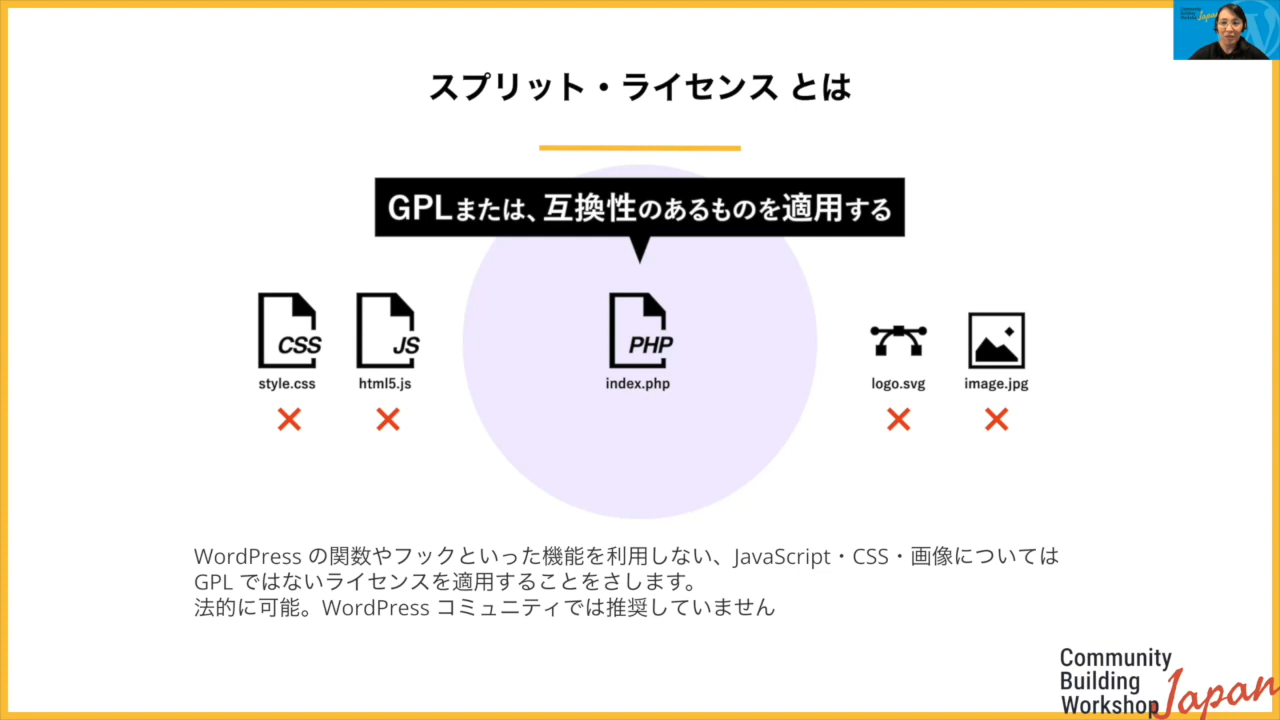 スプリット・ライセンス とは
GPLまたは、互換性のあるものを適用する
CSS
JS
PHP
style.css
html5.js
index.php
logo.svg
image.jpg
WordPress の関数やフックといった機能を利用しない、JavaScript・CSS・画像については
GPL ではないライセンスを適用することをさします。
法的に可能。WordPress コミュニティでは推奨していません
Community
Building
Workshop Japan
Community
Building
Workshop Japan